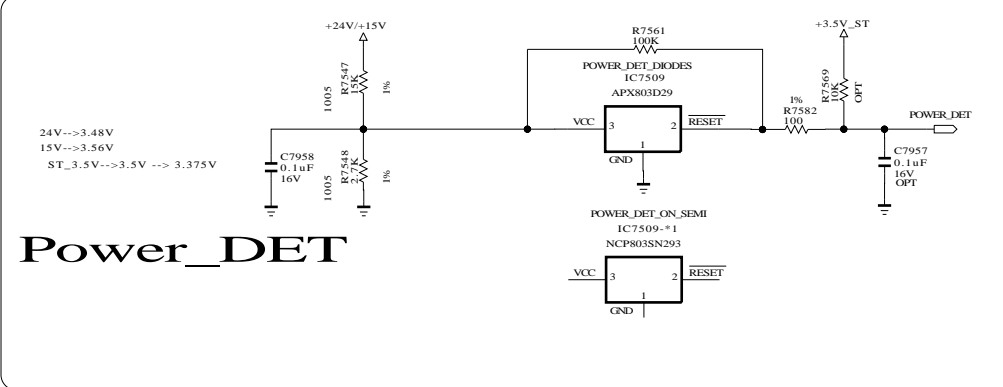 +24V/+15V
R7547
15K
1005
1%
24V-->3.48V
15V-->3.56V
ST_3.5V-->3.5V --> 3.375V
C7958
0.1uF
16V
R7548
2.7K
1005
1%
Power_DET
R7561
100K
POWER_DET_DIODES
IC7509
APX803D29
VCC
3
2
RESET
1
GND
POWER_DET_ON_SEMI
IC7509-*1
NCP803SN293
VCC
3
2
RESET
1
GND
+3.5V_ST
R7569
10K
OPT
1%
R7582
100
POWER_DET
C7957
0.1uF
16V
OPT